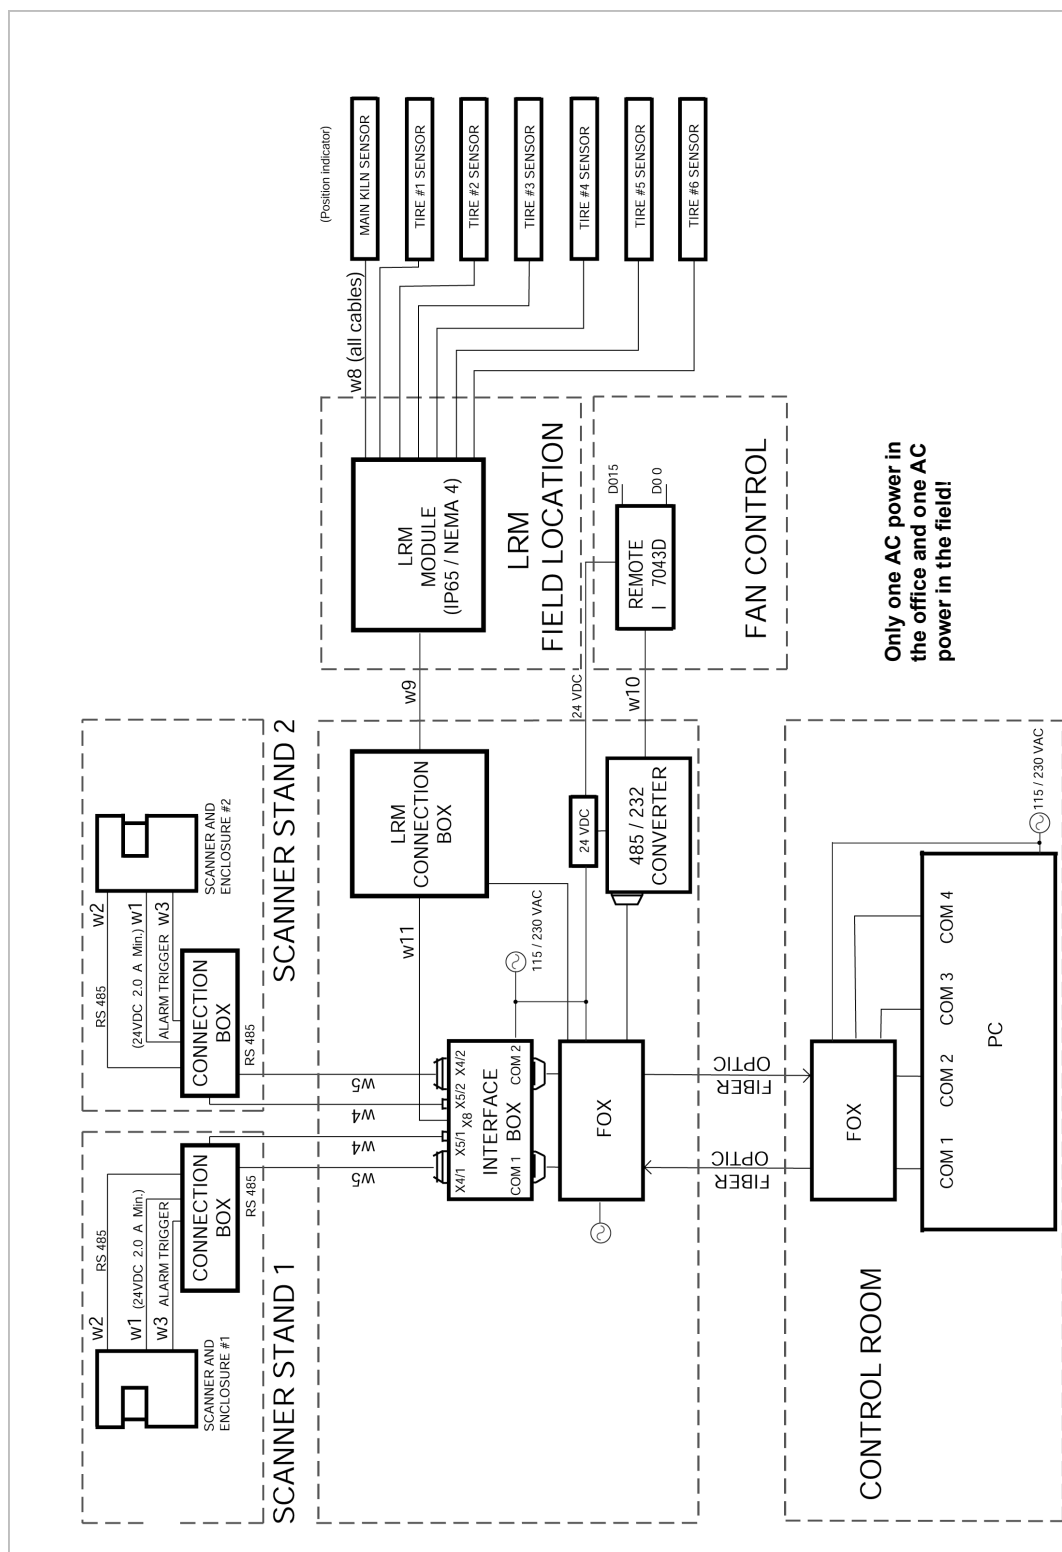 SCANNER STAND 1
SCANNER AND
ENCLOSURE #1
w2
RS 485
w1
(24VDC 2.0 A Min.)
w3
ALARM TRIGGER
CONNECTION
BOX
RS 485
SCANNER STAND 2
SCANNER AND
ENCLOSURE #2
w2
RS 485
(24VDC 2.0 A Min.)
w1
ALARM TRIGGER
w3
CONNECTION
BOX
RS 485
w5
w4
w4
w5
X4/1
X5/1
X8
X5/2
X4/2
INTERFACE
BOX
COM 1
COM 2
w11
LRM
CONNECTION
BOX
115 / 230 VAC
FOX
24 VDC
485 / 232
CONVERTER
w9
24 VDC
w10
LRM
MODULE
(IP65 / NEMA 4)
LRM
FIELD LOCATION
w8 (all cables)
(Position indicator)
MAIN KILN SENSOR
TIRE #1 SENSOR
TIRE #2 SENSOR
TIRE #3 SENSOR
TIRE #4 SENSOR
TIRE #5 SENSOR
TIRE #6 SENSOR
REMOTE
I 7043D
D015
D0 0
FAN CONTROL
FIBER
OPTIC
FIBER
OPTIC
CONTROL ROOM
FOX
COM 1
COM 2
COM 3
COM 4
PC
115 / 230 VAC
Only one AC power in
the office and one AC
power in the field!